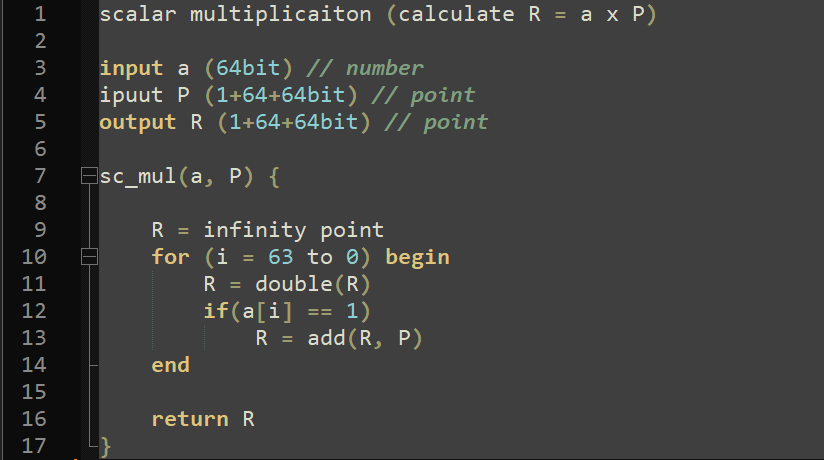 1 scalar multiplicaiton (calculate R = a x P)
2
3 input a (64bit) // number
4 ipuut P (1+64+64bit) // point
5 output R (1+64+64bit) // point
6
7 sc_mul(a, P) {
8
9 R = infinity point
10 for (i = 63 to 0) begin
11 R = double(R)
12 if(a[i] == 1)
13 R = add(R, P)
14 end
15
16 return R
17 }